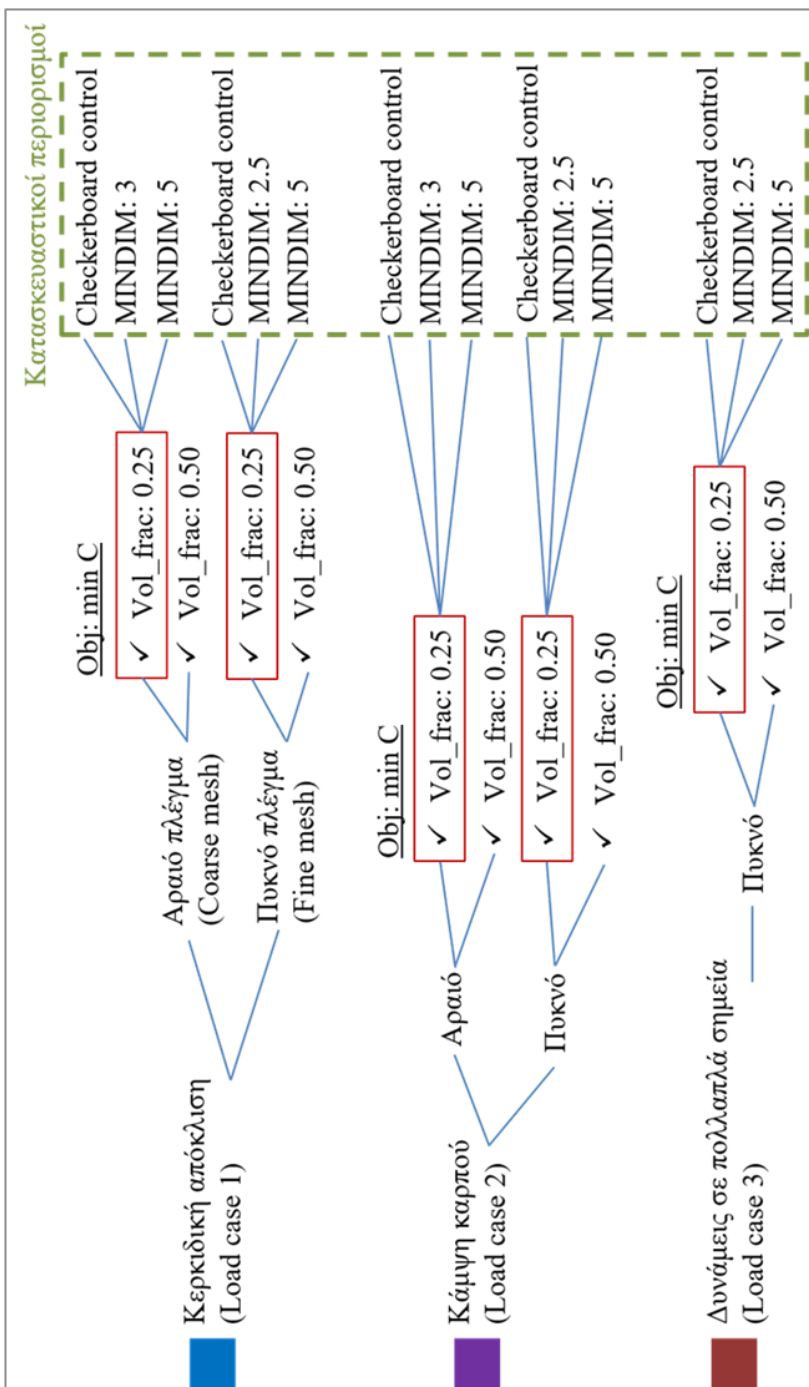 Κατασκευαστικοί περιορισμοί
Κερκιδική απόκλιση
(Load case 1)
Αραιό πλέγμα
(Coarse mesh)
Πυκνό πλέγμα
(Fine mesh)
Obj: min C
✓ Vol_frac: 0.25
✓ Vol_frac: 0.50
✓ Vol_frac: 0.25
✓ Vol_frac: 0.50
Checkerboard control
MINDIM: 3
MINDIM: 5
Checkerboard control
MINDIM: 2.5
MINDIM: 5
Κάμψη καρπού
(Load case 2)
Αραιό
Πυκνό
Obj: min C
✓ Vol_frac: 0.25
✓ Vol_frac: 0.50
✓ Vol_frac: 0.25
✓ Vol_frac: 0.50
Checkerboard control
MINDIM: 3
MINDIM: 5
Checkerboard control
MINDIM: 2.5
MINDIM: 5
Δυνάμεις σε πολλαπλά σημεία
(Load case 3)
Πυκνό
Obj: min C
✓ Vol_frac: 0.25
✓ Vol_frac: 0.50
Checkerboard control
MINDIM: 2.5
MINDIM: 5